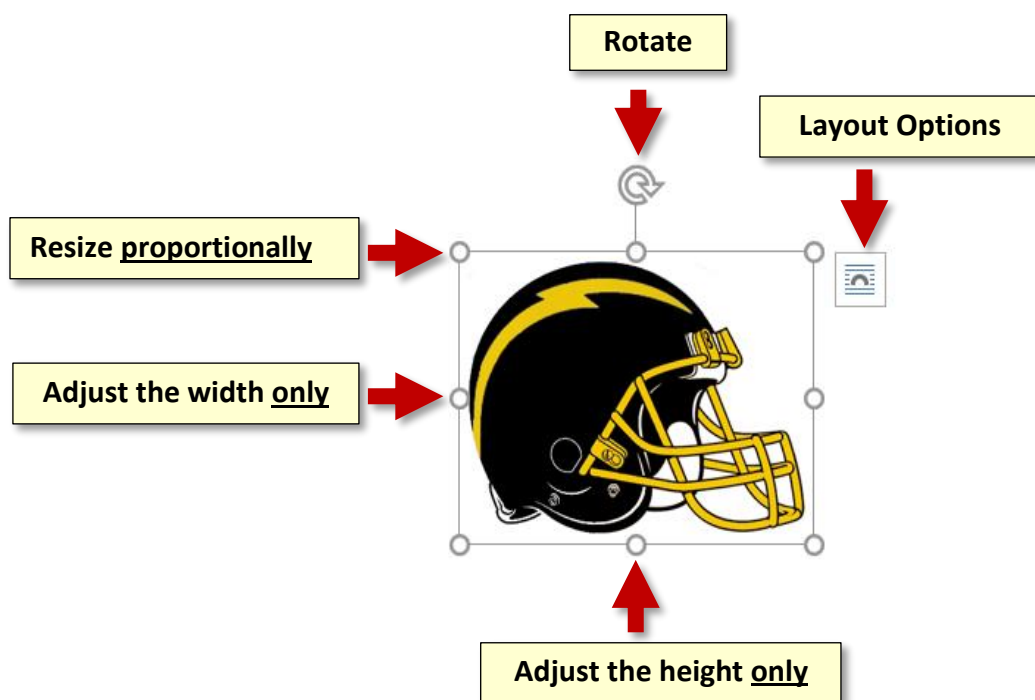 Rotate
Layout Options
Resize proportionally
Adjust the width only
Adjust the height only